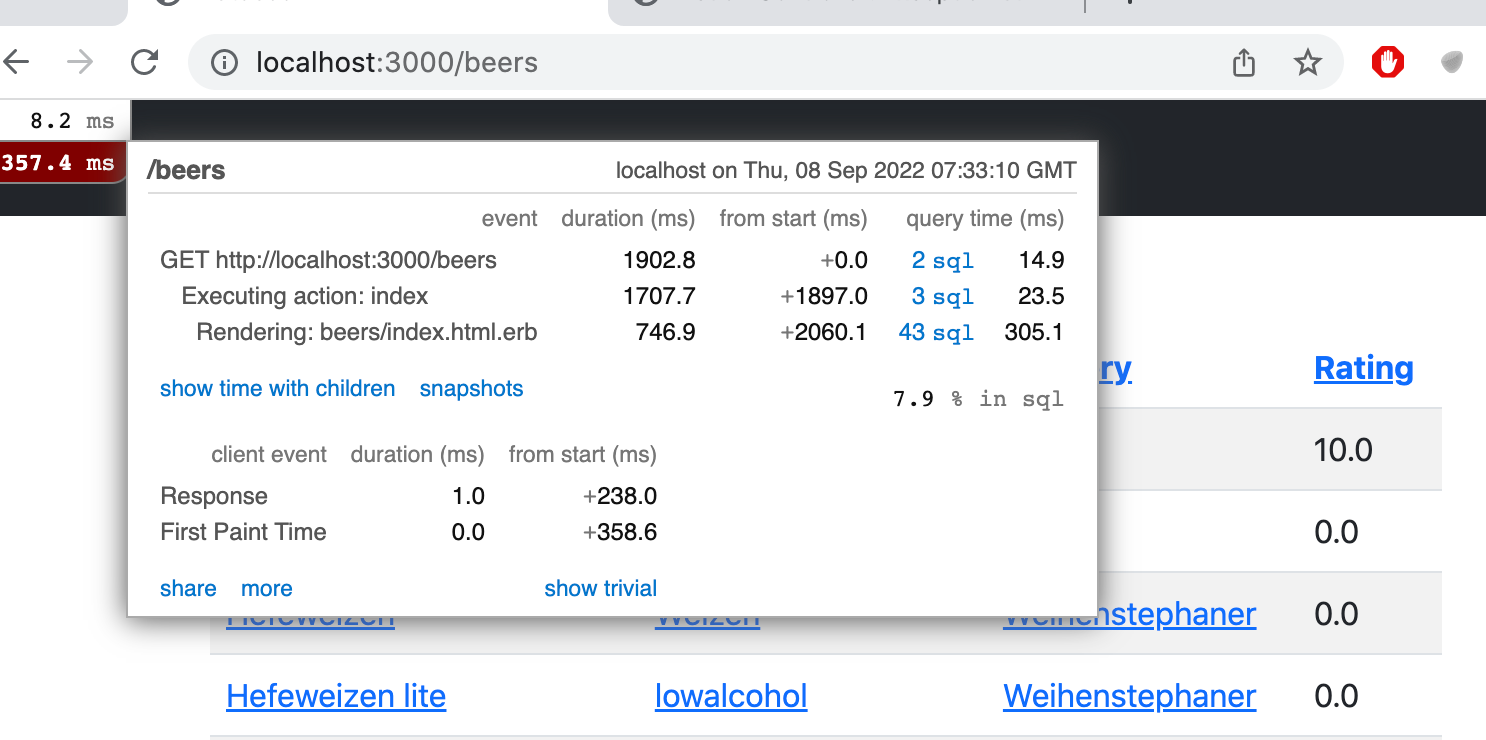 localhost:3000/beers
8.2 ms
357.4 ms
/beers localhost on Thu, 08 Sep 2022 07:33:10 GMT
event duration (ms) from start (ms) query time (ms)
GET http://localhost:3000/beers 1902.8 +0.0 2 sql 14.9
Executing action: index 1707.7 +1897.0 3 sql 23.5
Rendering: beers/index.html.erb 746.9 +2060.1 43 sql 305.1
show time with children snapshots
7.9 % in sql
client event duration (ms) from start (ms)
Response 1.0 +238.0
First Paint Time 0.0 +358.6
share more show trivial
ry Rating
10.0
0.0
Hefeweizen Weizen Weihenstephaner 0.0
Hefeweizen lite lowalcohol Weihenstephaner 0.0